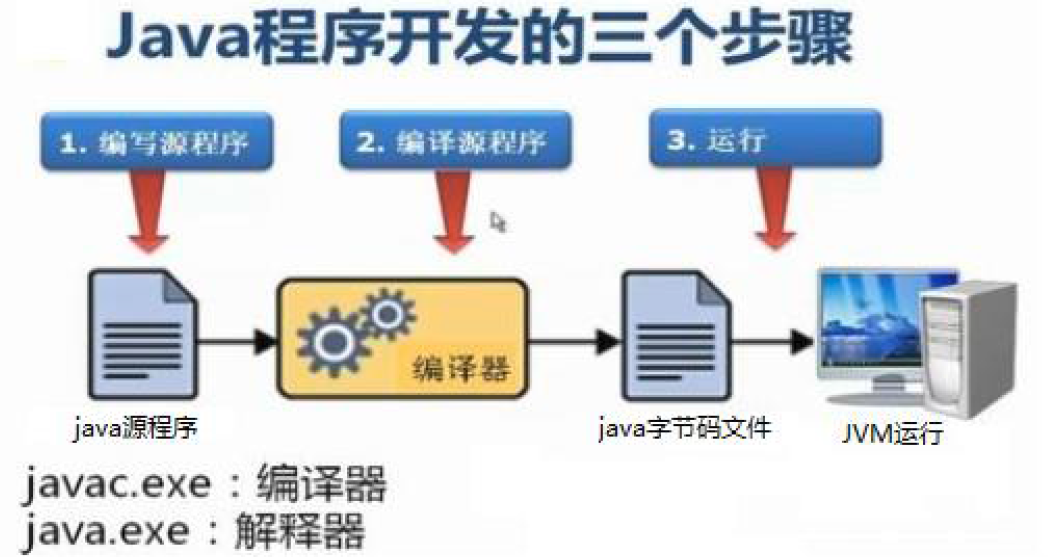 Java程序开发的三个步骤
1. 编写源程序
2. 编译源程序
3. 运行
编译器
java源程序
java字节码文件
JVM运行
javac.exe：编译器
java.exe：解释器